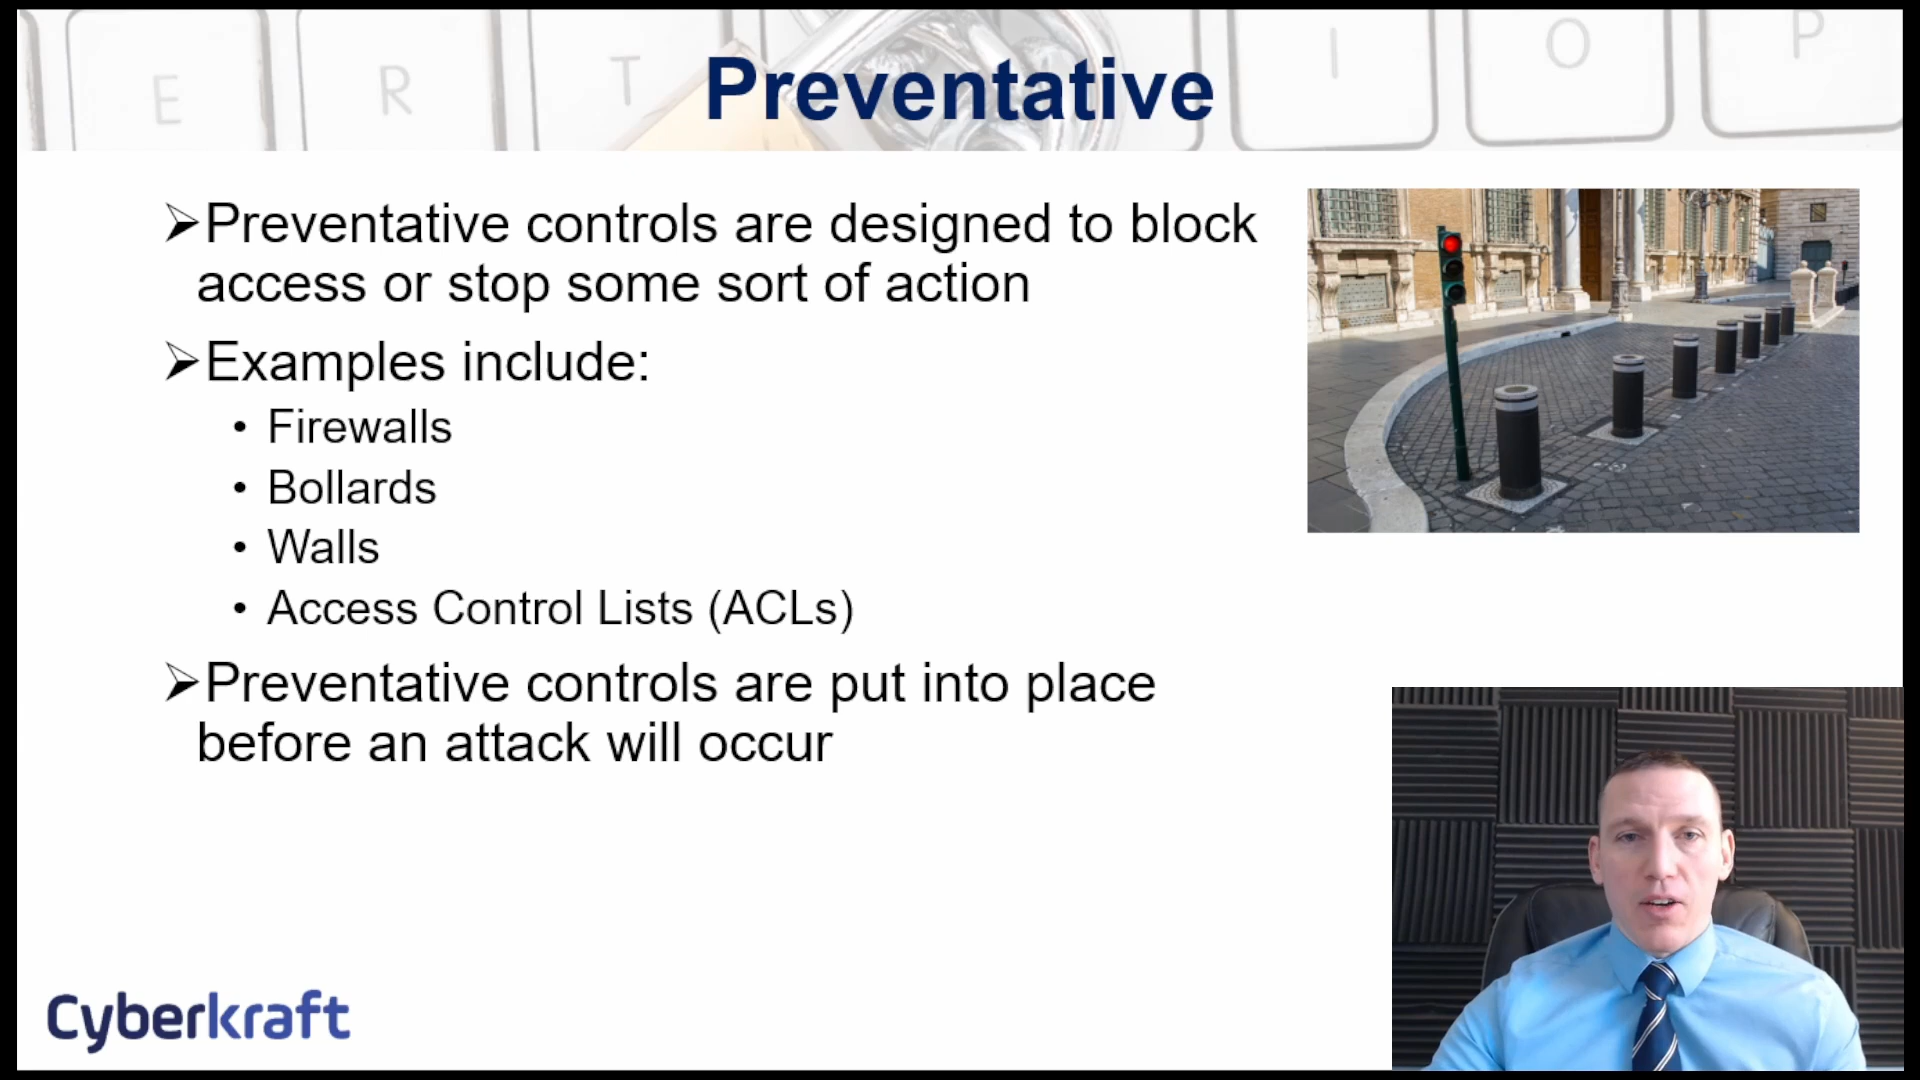 E R T I O P
Preventative
➢Preventative controls are designed to block
access or stop some sort of action
➢Examples include:
• Firewalls
• Bollards
• Walls
• Access Control Lists (ACLs)
➢Preventative controls are put into place
before an attack will occur
Cyberkraft